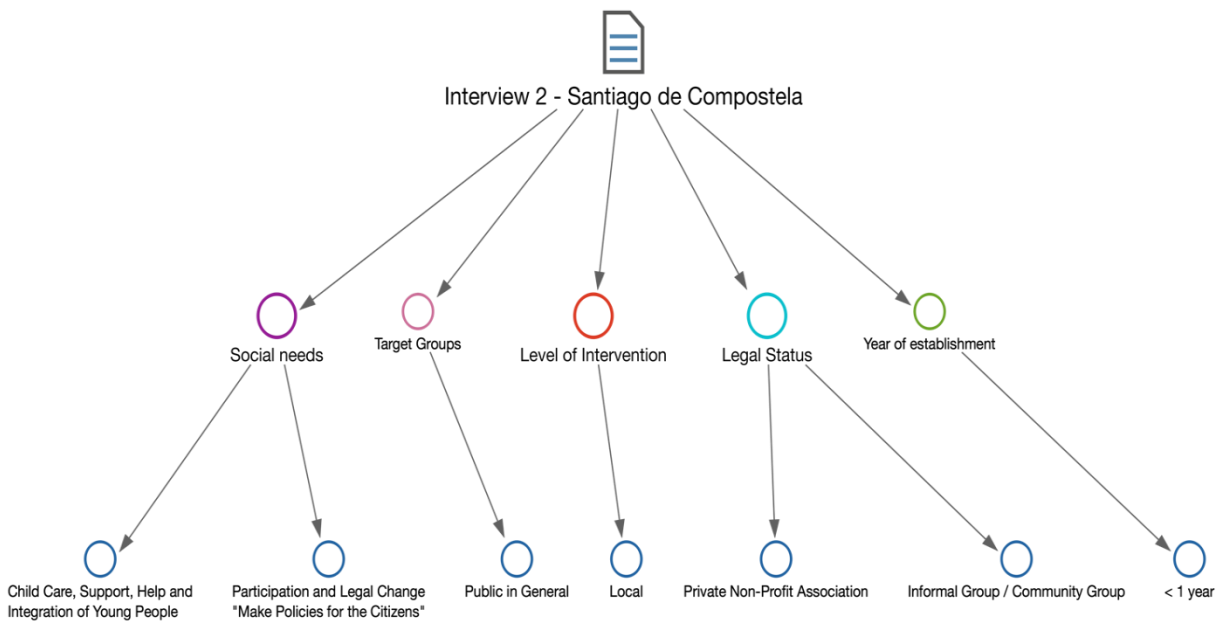 Interview 2 - Santiago de Compostela
Social needs
Target Groups
Level of Intervention
Legal Status
Year of establishment
Child Care, Support, Help and
Integration of Young People
Participation and Legal Change
"Make Policies for the Citizens"
Public in General
Local
Private Non-Profit Association
Informal Group / Community Group
< 1 year